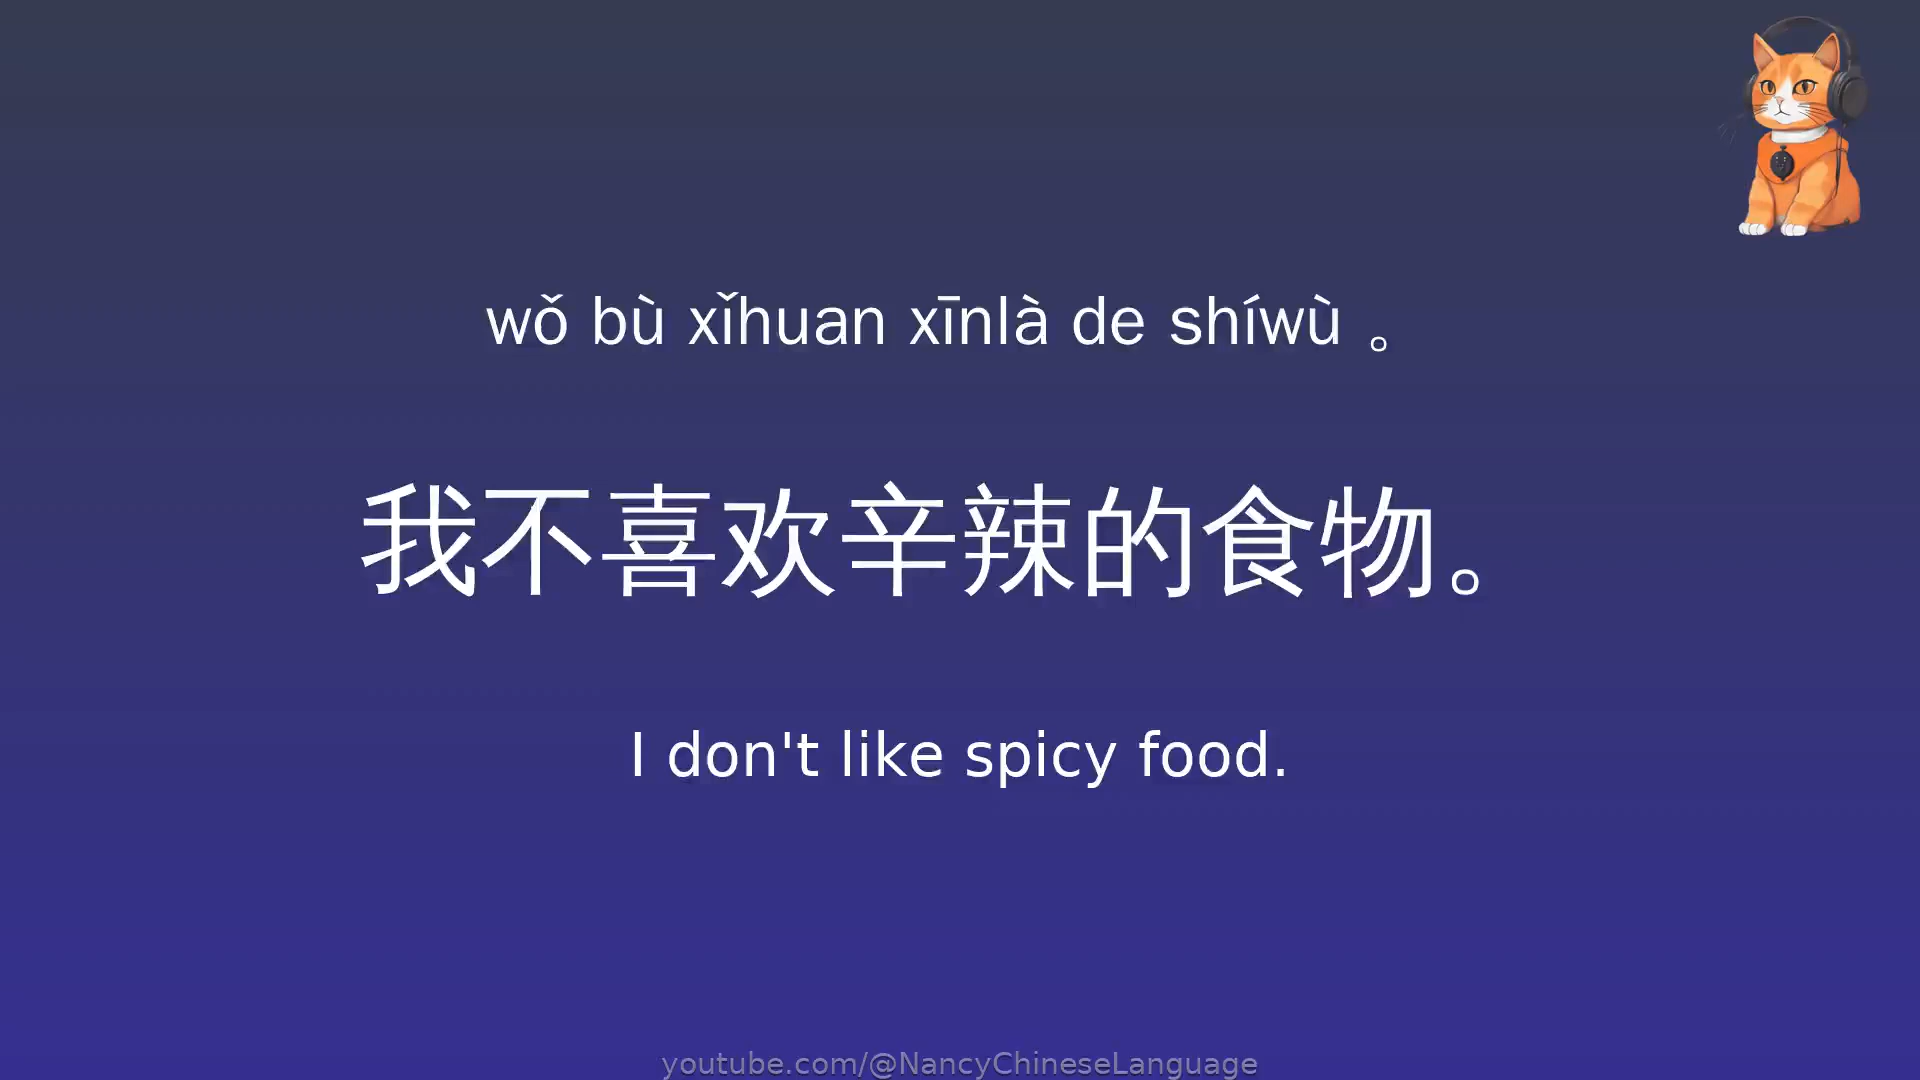 wǒ bù xǐhuan xīnlà de shíwù 。
我不喜欢辛辣的食物。
I don't like spicy food.
youtube.com/@NancyChineseLanguage